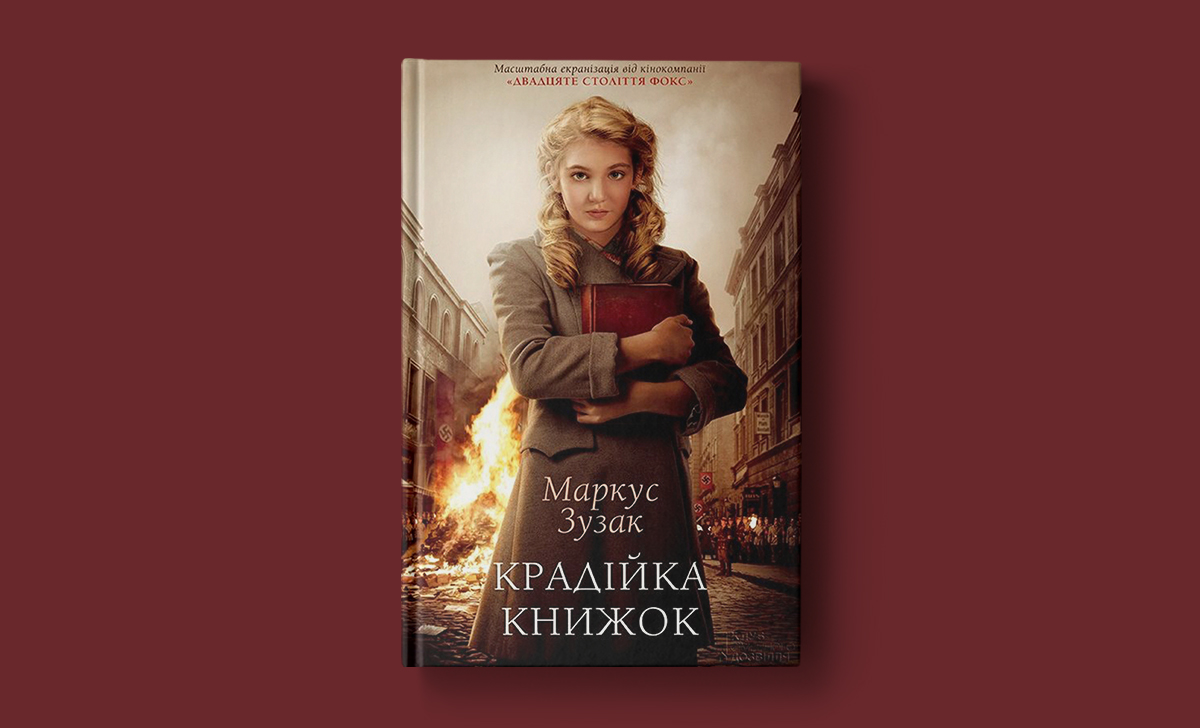 Масштабна екранізація від кінокомпанії
«ДВАДЦЯТЕ СТОЛІТТЯ ФОКС»
Маркус
Зузак
КРАДІЙКА
КНИЖОК